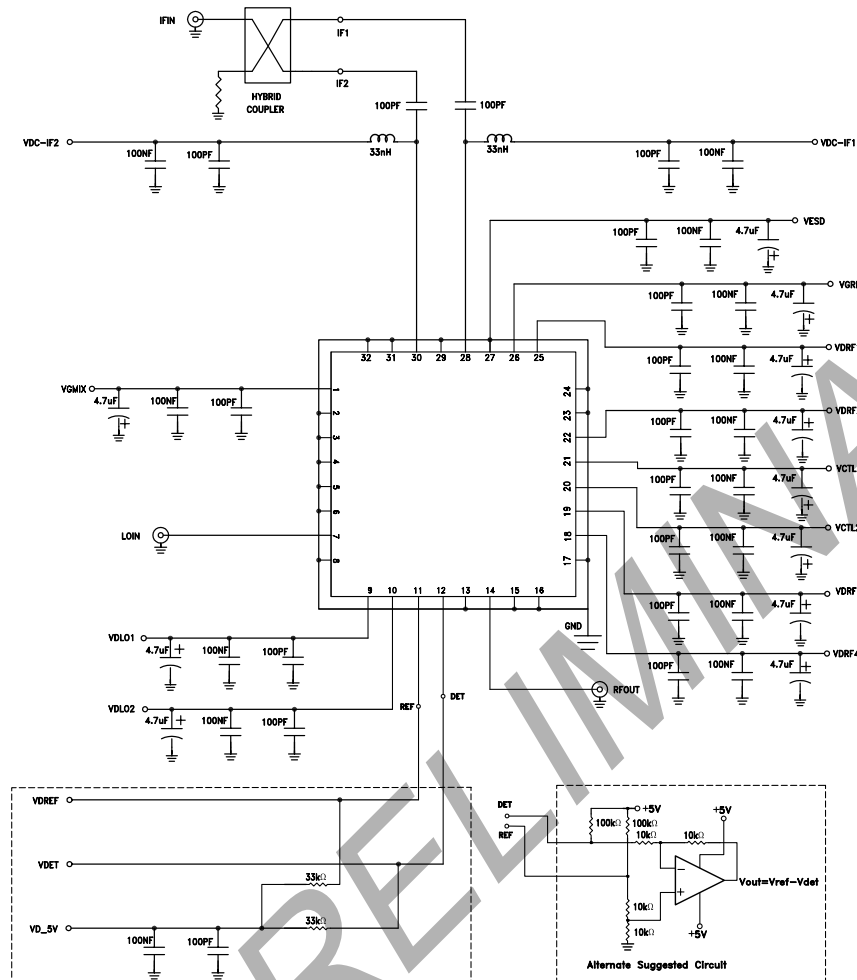 IFIN
IF1
IF2
HYBRID
COUPLER
100PF
100PF
VDC-IF2
100NF
100PF
33nH
33nH
100PF
100NF
VDC-IF1
100PF
100NF
4.7uF
+
VESD
100PF
100NF
4.7uF
+
100PF
100NF
4.7uF
+
100PF
100NF
4.7uF
+
100PF
100NF
4.7uF
+
100PF
100NF
4.7uF
+
100PF
100NF
4.7uF
+
100PF
100NF
4.7uF
+
VDRF4
32 31 30 29 28 27 26 25
VGMIX
4.7uF
+
100NF
100PF
1
2
3
4
5
6
7
8
24
23
22
21
20
19
18
17
LOIN
9 10 11 12 13 14 15 16
GND
VDLO1
4.7uF
+
100NF
100PF
VDLO2
4.7uF
+
100NF
100PF
REF
DET
RFOUT
VDREF
VDET
VD_5V
33kΩ
33kΩ
100NF
100PF
DET
REF
+5V
+5V
100kΩ
100kΩ
10kΩ
10kΩ
−
+
Vout=Vref-Vdet
10kΩ
10kΩ
+5V
Alternate Suggested Circuit